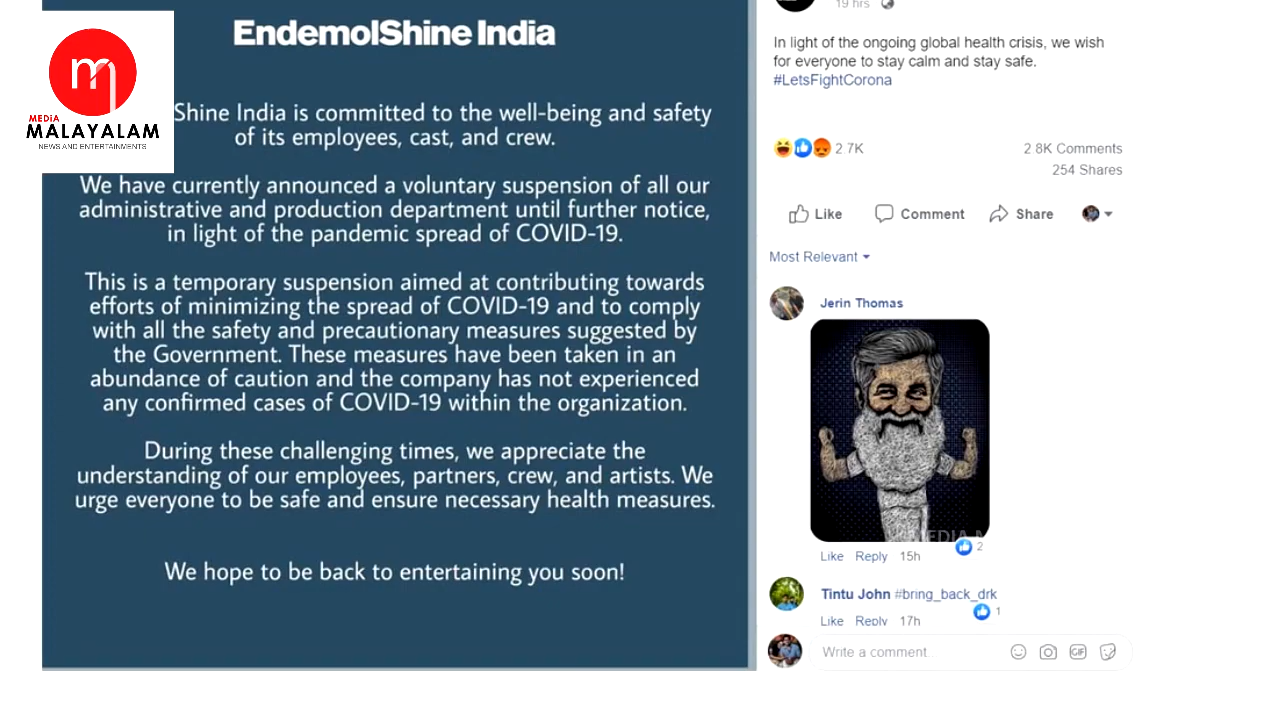 EndemolShine India
MEDiA
MALAYALAM
NEWS AND ENTERTAINMENTS
Shine India is committed to the well-being and safety
of its employees, cast, and crew.
We have currently announced a voluntary suspension of all our
administrative and production department until further notice,
in light of the pandemic spread of COVID-19.
This is a temporary suspension aimed at contributing towards
efforts of minimizing the spread of COVID-19 and to comply
with all the safety and precautionary measures suggested by
the Government. These measures have been taken in an
abundance of caution and the company has not experienced
any confirmed cases of COVID-19 within the organization.
During these challenging times, we appreciate the
understanding of our employees, partners, crew, and artists. We
urge everyone to be safe and ensure necessary health measures.
We hope to be back to entertaining you soon!
19 hrs
In light of the ongoing global health crisis, we wish
for everyone to stay calm and stay safe.
#LetsFightCorona
2 7K
2 8K Comments
254 Shares
Like Comment Share
Most Relevant
Jerin Thomas
MEDIA M
2
Like Reply 15h
Tintu John #bring_back_drk
1
Like Reply 17h
Write a comment..
GIF